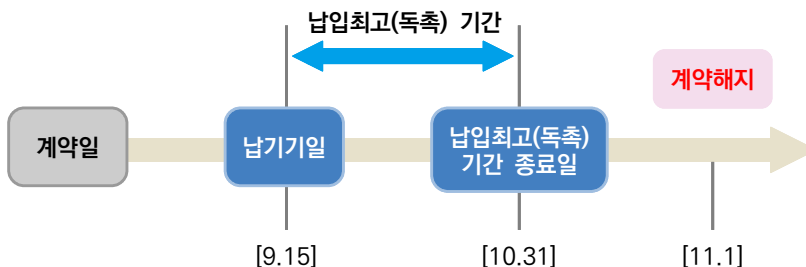 납입최고(독촉) 기간
계약해지
계약일
납기기일
납입최고(독촉)
기간 종료일
[9.15]
[10.31]
[11.1]